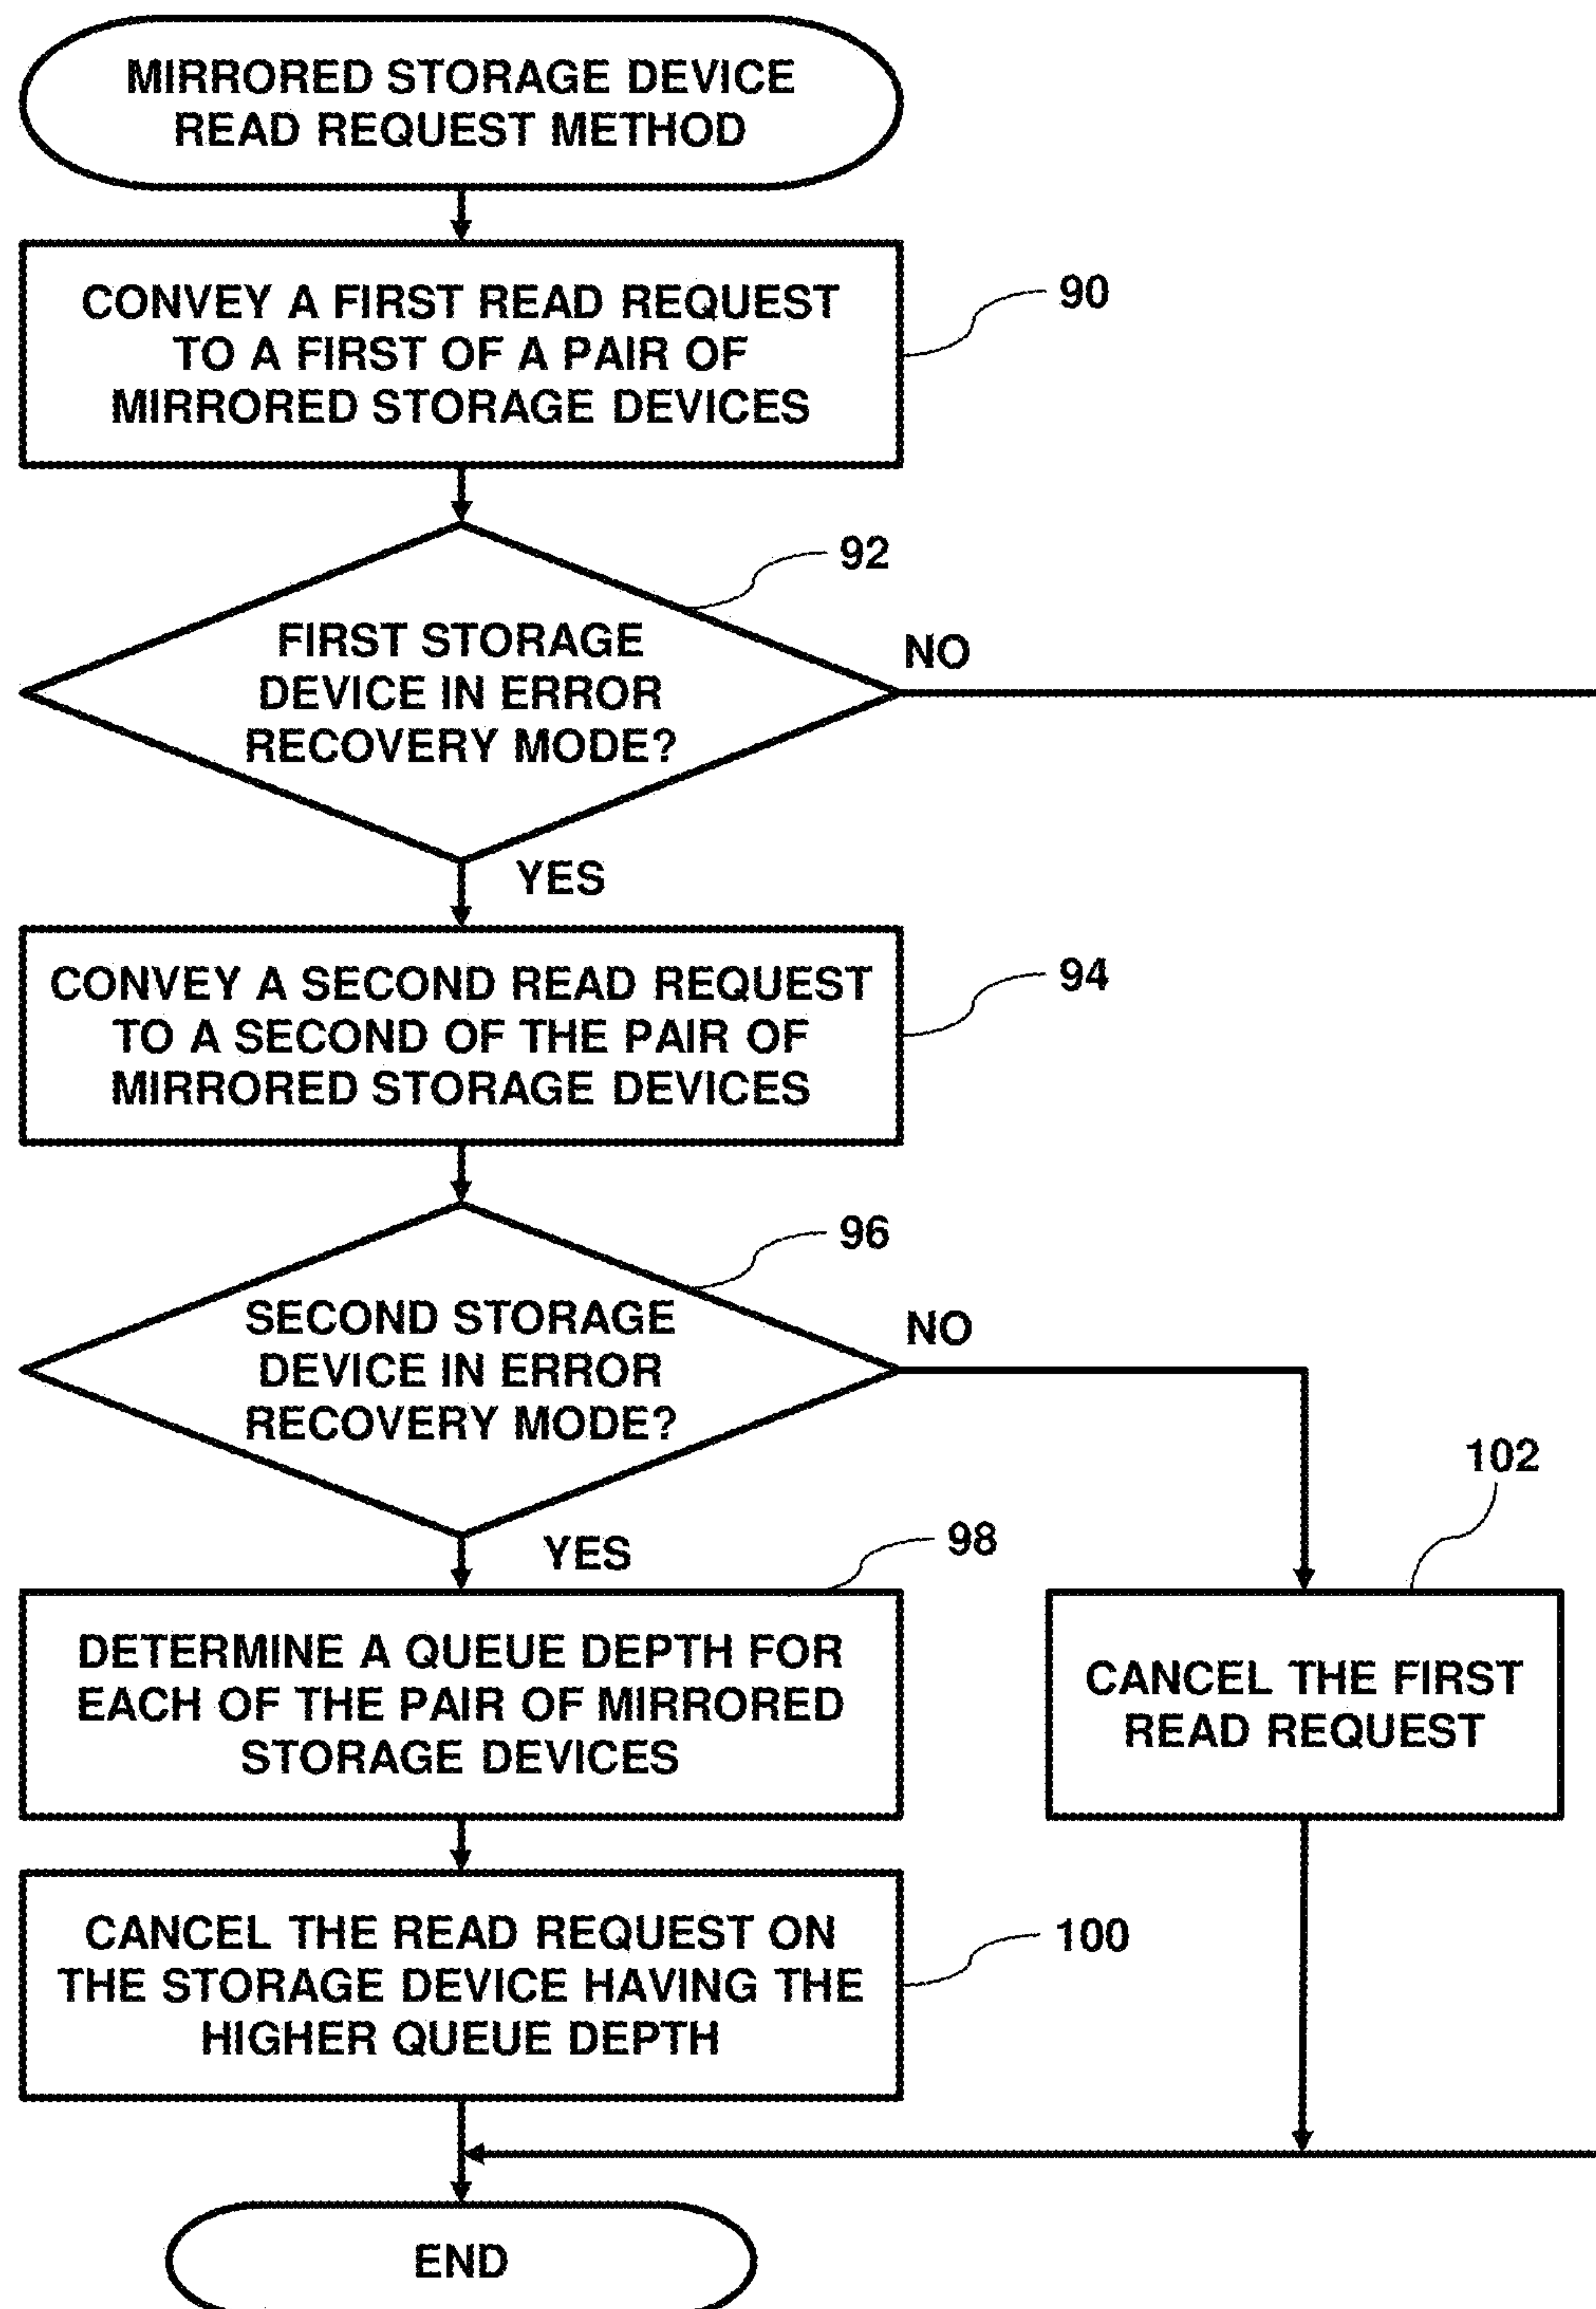 MIRRORED STORAGE DEVICE
READ REQUEST METHOD
CONVEY A FIRST READ REQUEST
TO A FIRST OF A PAIR OF
MIRRORED STORAGE DEVICES
90
92
FIRST STORAGE
DEVICE IN ERROR
RECOVERY MODE?
NO
YES
CONVEY A SECOND READ REQUEST
TO A SECOND OF THE PAIR OF
MIRRORED STORAGE DEVICES
94
96
SECOND STORAGE
DEVICE IN ERROR
RECOVERY MODE?
NO
YES
98
DETERMINE A QUEUE DEPTH FOR
EACH OF THE PAIR OF MIRRORED
STORAGE DEVICES
102
CANCEL THE FIRST
READ REQUEST
CANCEL THE READ REQUEST ON
THE STORAGE DEVICE HAVING THE
HIGHER QUEUE DEPTH
100
END